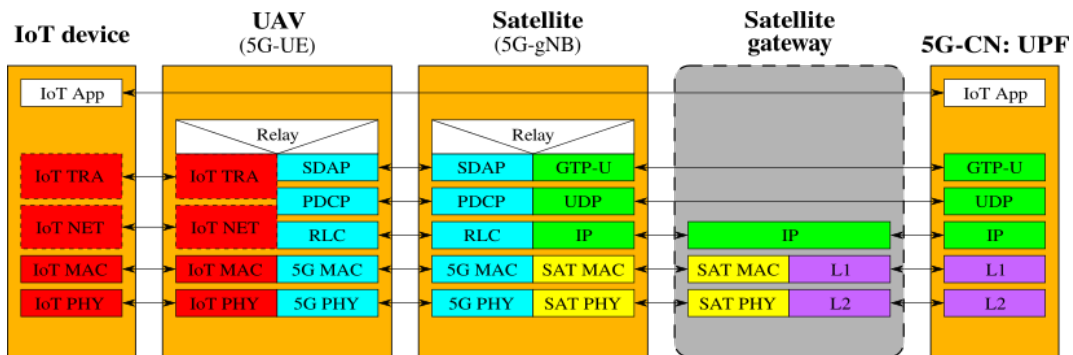 IoT device
UAV
(5G-UE)
Satellite
(5G-gNB)
Satellite
gateway
5G-CN: UPF
IoT App
IoT App
Relay
Relay
IoT TRA
IoT TRA
SDAP
SDAP
GTP-U
GTP-U
PDCP
PDCP
UDP
UDP
IoT NET
IoT NET
RLC
RLC
IP
IP
IP
IoT MAC
IoT MAC
5G MAC
5G MAC
SAT MAC
SAT MAC
L1
L1
IoT PHY
IoT PHY
5G PHY
5G PHY
SAT PHY
SAT PHY
L2
L2